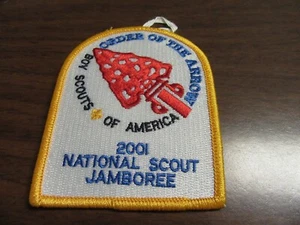 ORDER OF THE ARROW
BOY SCOUTS OF AMERICA
2001
NATIONAL SCOUT
JAMBOREE